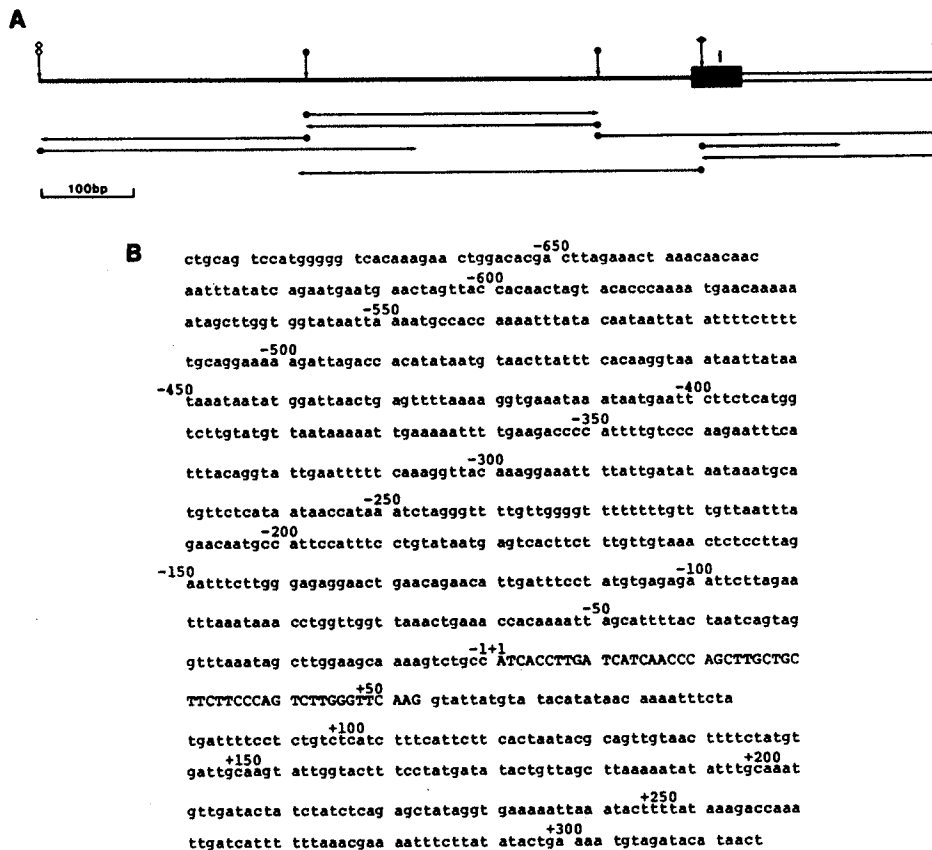 A
I
100bp
B
-650
ctgcag tccatggggg tcacaaagaa ctggacacga cttagaaact aaacaacaac
-600
aatttatatc agaatgaatg aactagttac cacaactagt acacccaaaa tgaacaaaaa
-550
atagcttggt ggtataatta aaatgccacc aaaatttata caataattat attttctttt
-500
tgcaggaaaa agattagacc acatataatg taacttattt cacaaggtaa ataattataa
-450 -400
taaataatat ggattaactg agttttaaaa ggtgaaataa ataatgaatt cttctcatgg
-350
tcttgtatgt taataaaaat tgaaaaattt tgaagacccc attttgtccc aagaatttca
-300
tttacaggta ttgaattttt caaaggttac aaaggaaatt ttattgatat aataaatgca
-250
tgttctcata ataaccataa atctagggtt ttgttggggt tttttttgtt tgttaattta
-200
gaacaatgcc attccatttc ctgtataatg agtcacttct ttgttgtaaa ctctccttag
-150 -100
aatttcttgg gagaggaact gaacagaaca ttgatttcct atgtgagaga attcttagaa
-50
tttaaataaa cctggttggt taaactgaaa ccacaaaatt agcattttac taatcagtag
-1+1
gtttaaatag cttggaagca aaagtctgcc ATCACCTTGA TCATCAACCC AGCTTGCTGC
+50
TTCTTCCCAG TCTTGGGTTC AAG gtattatgta tacatataac aaaatttcta
+100
tgattttcct ctgtctcatc tttcattctt cactaatacg cagttgtaac ttttctatgt
+150 +200
gattgcaagt attggtactt tcctatgata tactgttagc ttaaaaatat atttgcaaat
+250
gttgatacta tctatctcag agctataggt gaaaaattaa atacttttat aaagaccaaa
+300
ttgatcattt tttaaacgaa aatttcttat atactga aaa tgtagataca taact